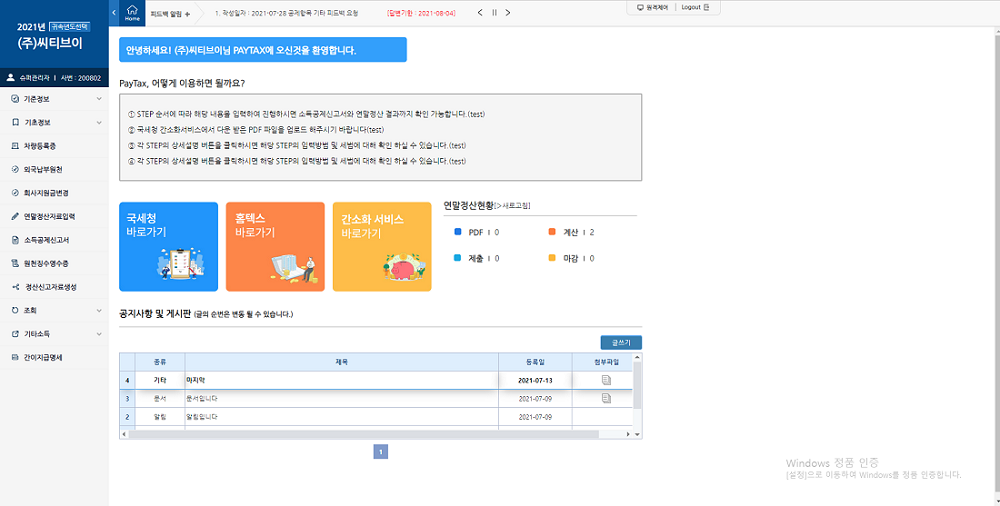 2021년 귀속년도선택
(주)씨티브이
슈퍼관리자 | 사번 : 200802
기준정보
기초정보
차량등록증
외국납부원천
회사지원금변경
연말정산자료입력
소득공제신고서
원천징수영수증
정산신고자료생성
조회
기타소득
간이지급명세
Home
피드백 알림 +
1. 작성일자 : 2021-07-28 공제항목 기타 피드백 요청 [답변기한 : 2021-08-04]
원격제어 | Logout
안녕하세요! (주)씨티브이님 PAYTAX에 오신것을 환영합니다.
PayTax, 어떻게 이용하면 될까요?
① STEP 순서에 따라 해당 내용을 입력하여 진행하시면 소득공제신고서와 연말정산 결과까지 확인 가능합니다.(test)
② 국세청 간소화서비스에서 다운 받은 PDF 파일을 업로드 해주시기 바랍니다(test)
③ 각 STEP의 상세설명 버튼을 클릭하시면 해당 STEP의 입력방법 및 세법에 대해 확인 하실 수 있습니다.(test)
④ 각 STEP의 상세설명 버튼을 클릭하시면 해당 STEP의 입력방법 및 세법에 대해 확인 하실 수 있습니다.(test)
국세청
바로가기
홈텍스
바로가기
간소화 서비스
바로가기
연말정산현황[>새로고침]
PDF | 0
계산 | 2
제출 | 0
마감 | 0
공지사항 및 게시판 (글의 순번은 변동 될 수 있습니다.)
글쓰기
종류 제목 등록일 첨부파일
4 기타 마지막 2021-07-13
3 문서 문서입니다 2021-07-09
2 알림 알림입니다 2021-07-09
1
Windows 정품 인증
[설정]으로 이동하여 Windows를 정품 인증합니다.